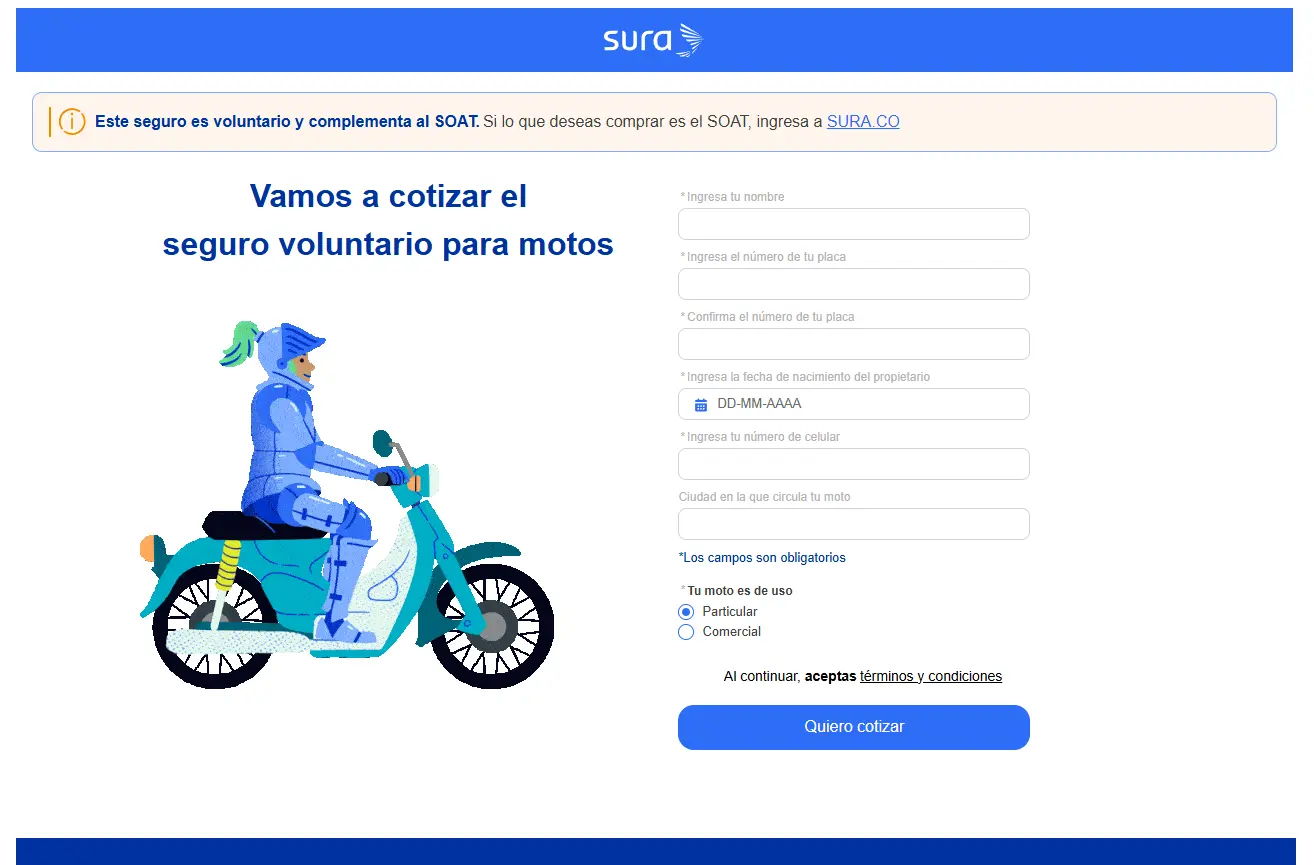 sura
Este seguro es voluntario y complementa al SOAT. Si lo que deseas comprar es el SOAT, ingresa a SURA.CO
Vamos a cotizar el
seguro voluntario para motos
*Ingresa tu nombre
*Ingresa el número de tu placa
*Confirma el número de tu placa
*Ingresa la fecha de nacimiento del propietario
DD-MM-AAAA
*Ingresa tu número de celular
Ciudad en la que circula tu moto
*Los campos son obligatorios
*Tu moto es de uso
Particular
Comercial
Al continuar, aceptas términos y condiciones
Quiero cotizar